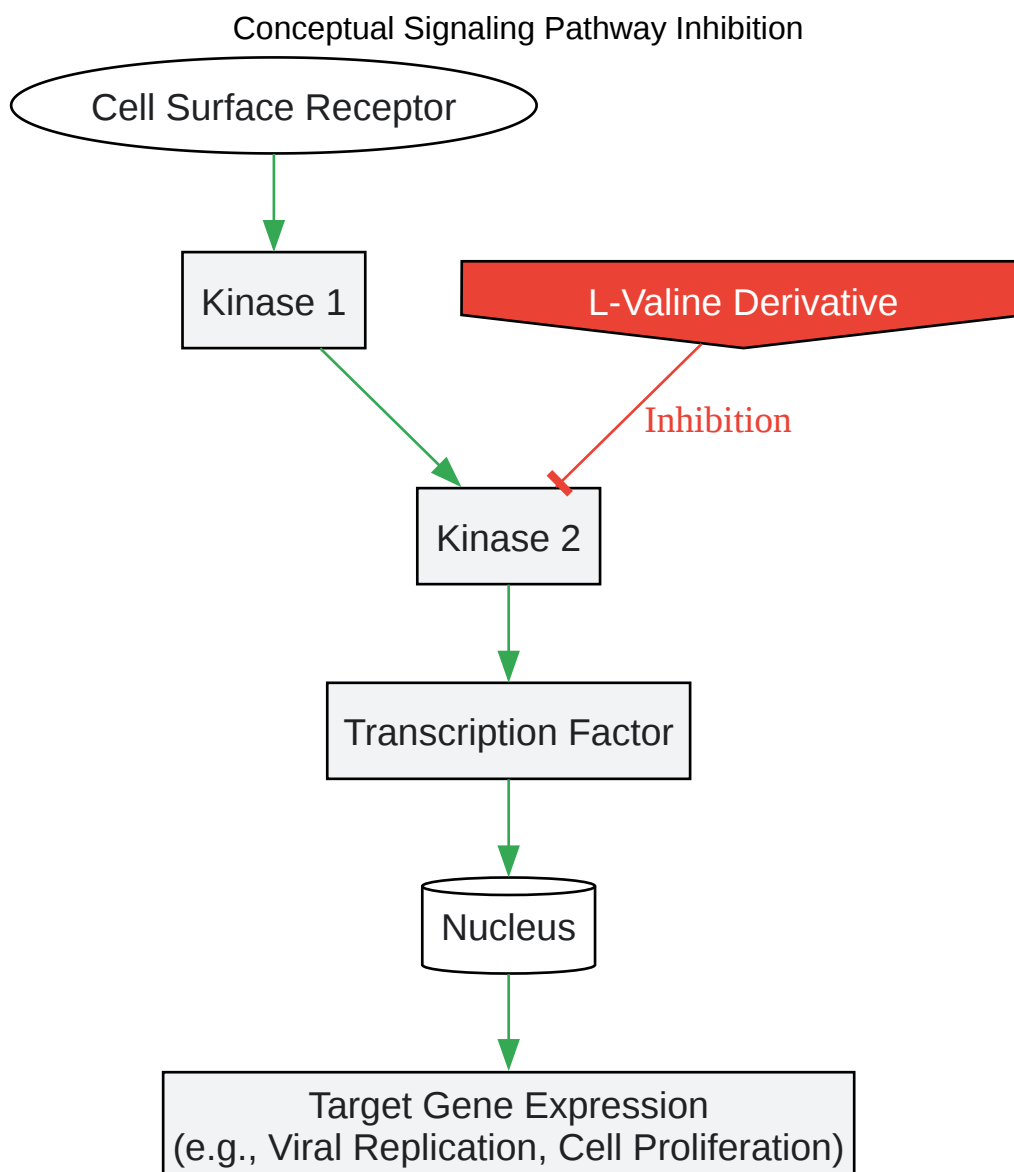 Conceptual Signaling Pathway Inhibition
Cell Surface Receptor
Kinase 1
L-Valine Derivative
Inhibition
Kinase 2
Transcription Factor
Nucleus
Target Gene Expression
(e.g., Viral Replication, Cell Proliferation)